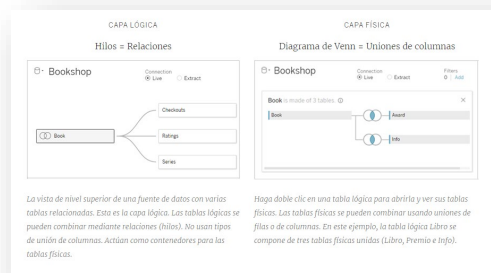 CAPA LÓGICA
Hilos = Relaciones
Bookshop
Connection
Live
Extract
Book
Checkouts
Ratings
Series
La vista de nivel superior de una fuente de datos con varias
tablas relacionadas. Esta es la capa lógica. Las tablas lógicas se
pueden combinar mediante relaciones (hilos). No usan tipos
de unión de columnas. Actúan como contenedores para las
tablas físicas.
CAPA FÍSICA
Diagrama de Venn = Uniones de columnas
Bookshop
Connection
Live
Extract
Filters
0 | Add
Book is made of 3 tables.
Book
Award
Info
Haga doble clic en una tabla lógica para abrirla y ver sus tablas
físicas. Las tablas físicas se pueden combinar usando uniones de
filas o de columnas. En este ejemplo, la tabla lógica Libro se
compone de tres tablas físicas unidas (Libro, Premio e Info).